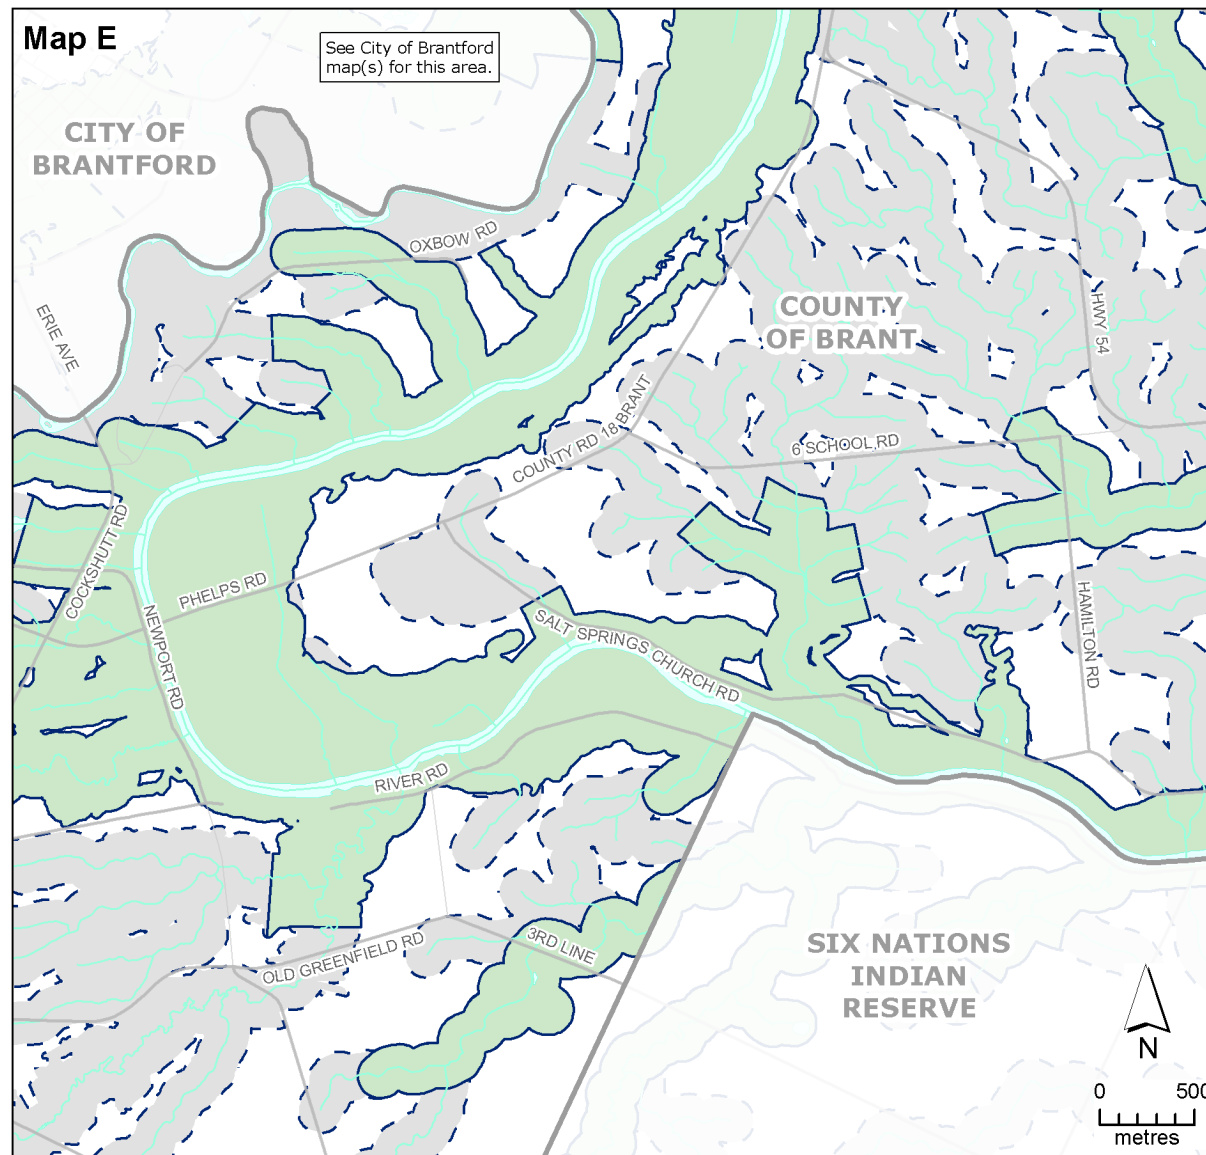 Map E
See City of Brantford
map(s) for this area.
CITY OF
BRANTFORD
OXBOW RD
ERIE AVE
COUNTY
OF BRANT
HWY 54
COUNTY RD 18 BRANT
6 SCHOOL RD
COCKSHUTT RD
PHELPS RD
NEWPORT RD
SALT SPRINGS CHURCH RD
HAMILTON RD
RIVER RD
OLD GREENFIELD RD
3RD LINE
SIX NATIONS
INDIAN
RESERVE
N
0 500
metres